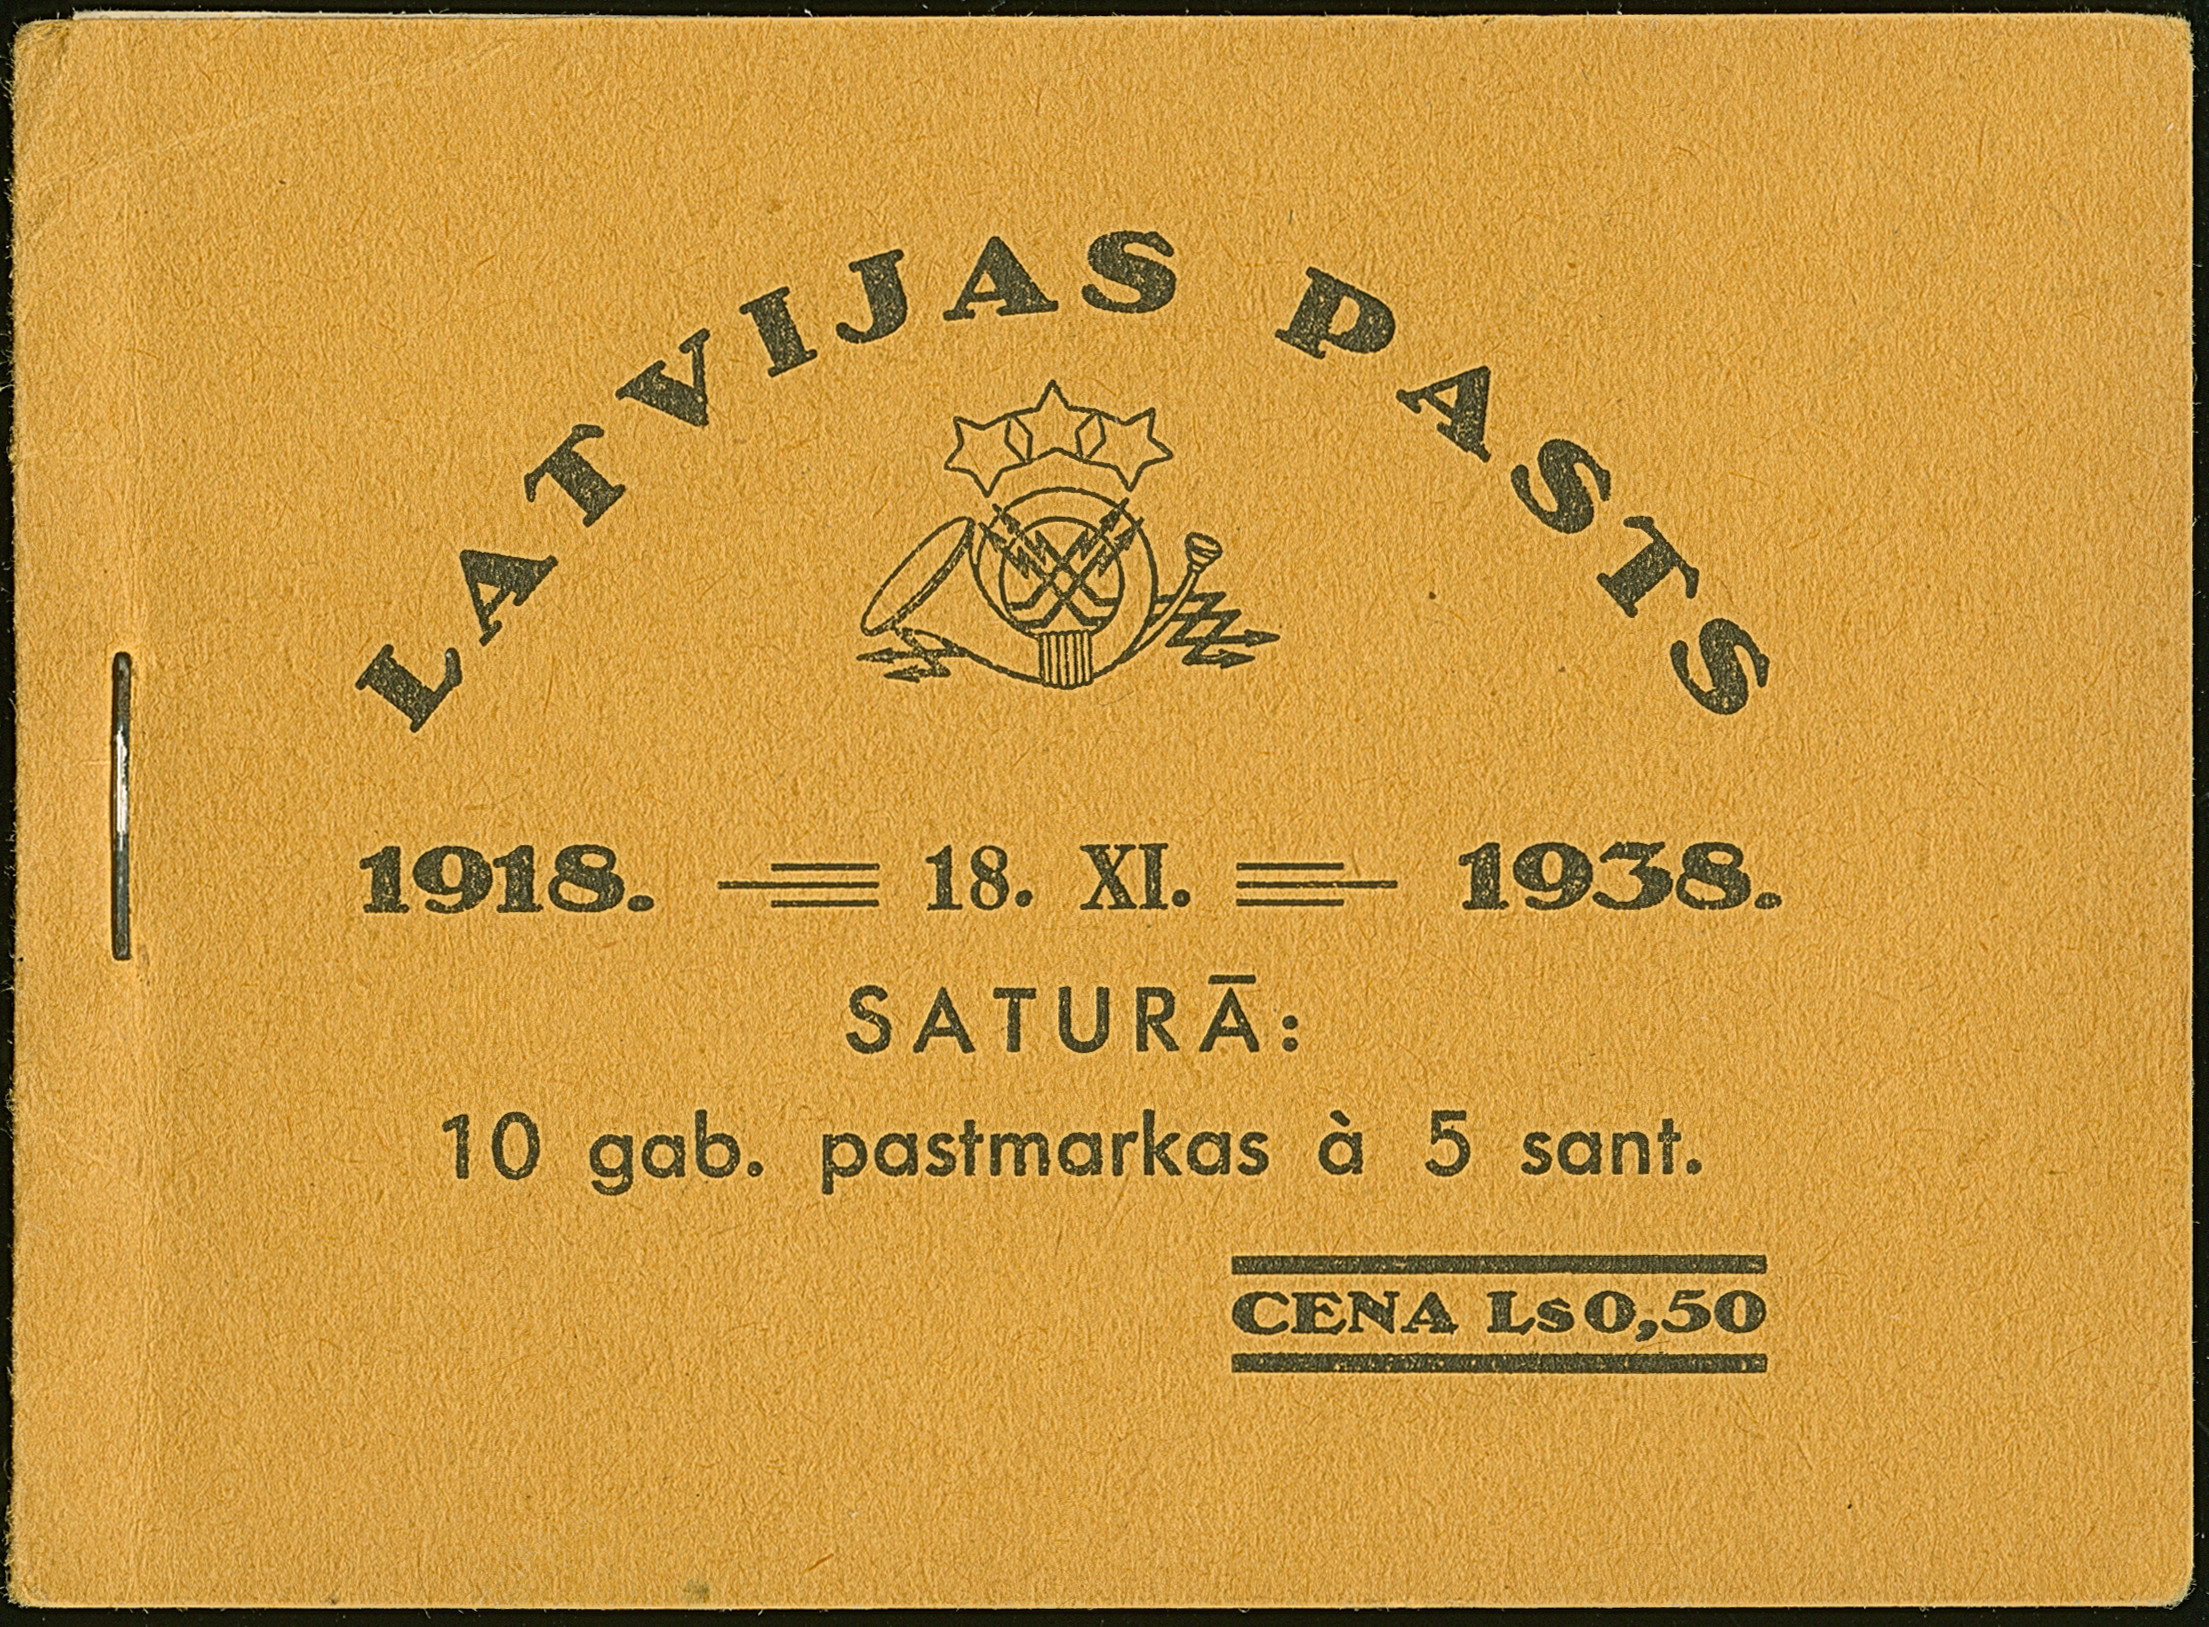 LATVIJAS PASTS
1918. 18. XI. 1938.
SATURĀ:
10 gab. pastmarkas à 5 sant.
CENA Ls 0,50